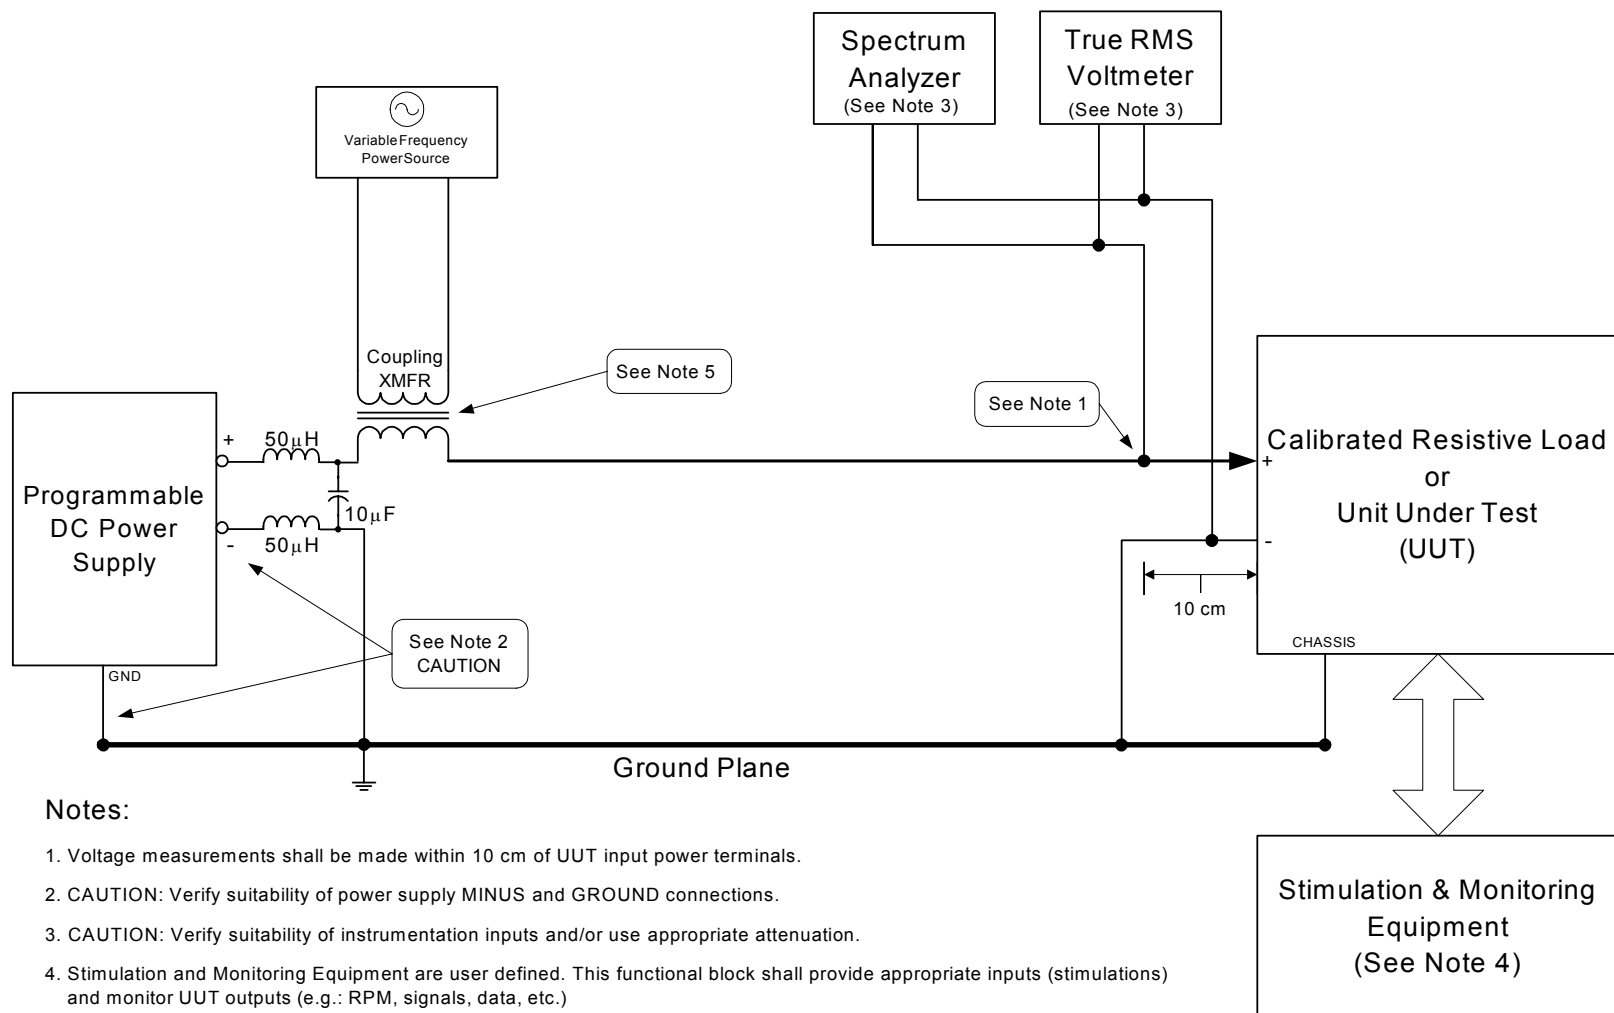 Spectrum
Analyzer
(See Note 3)
True RMS
Voltmeter
(See Note 3)
Variable Frequency
Power Source
Coupling
XMFR
See Note 5
See Note 1
Programmable
DC Power
Supply
+
50µH
10µF
-
50µH
GND
See Note 2
CAUTION
Calibrated Resistive Load
or
Unit Under Test
(UUT)
+
-
10 cm
CHASSIS
Ground Plane
Stimulation & Monitoring
Equipment
(See Note 4)
Notes:
1. Voltage measurements shall be made within 10 cm of UUT input power terminals.
2. CAUTION: Verify suitability of power supply MINUS and GROUND connections.
3. CAUTION: Verify suitability of instrumentation inputs and/or use appropriate attenuation.
4. Stimulation and Monitoring Equipment are user defined. This functional block shall provide appropriate inputs (stimulations)
and monitor UUT outputs (e.g.: RPM, signals, data, etc.)